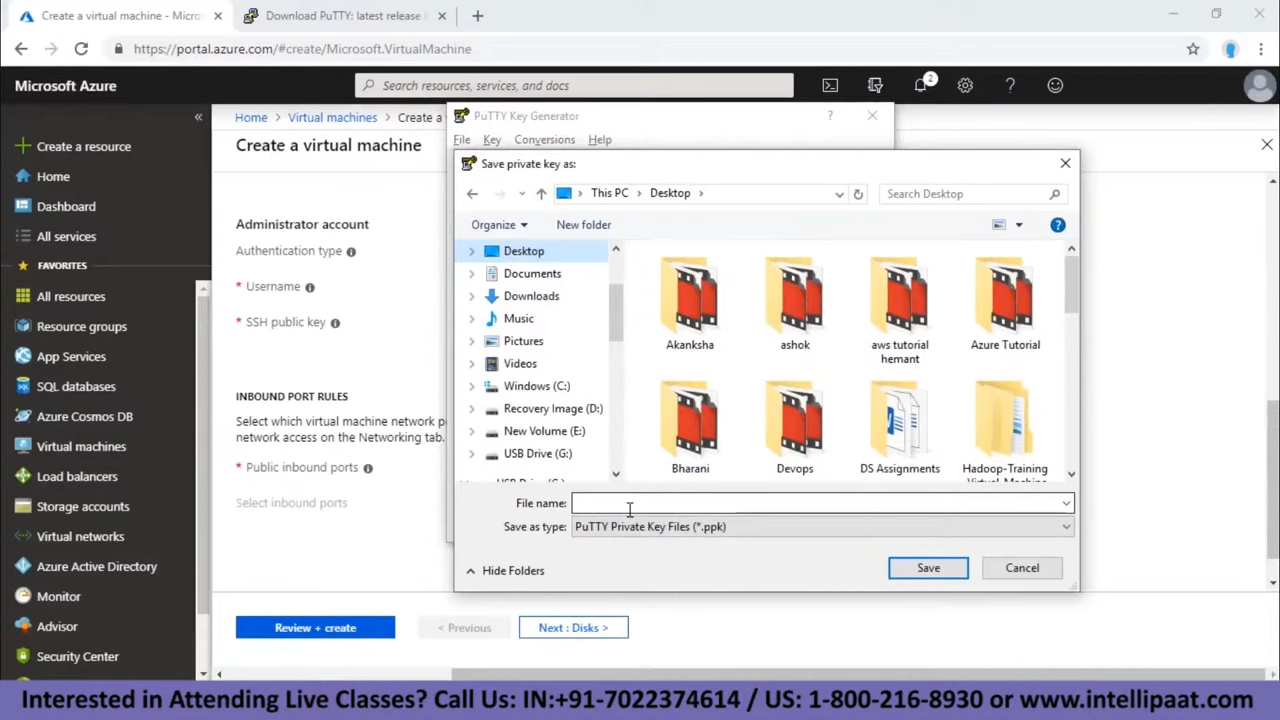 Create a virtual machine - Micros
Download PuTTY: latest release
https://portal.azure.com/#create/Microsoft.VirtualMachine
Microsoft Azure
Search resources, services, and docs
2
Home
Virtual machines
Create a
PuTTY Key Generator
?
File
Key
Conversions
Help
Create a virtual machine
Save private key as:
This PC
Desktop
Search Desktop
Organize
New folder
Create a resource
Home
Dashboard
All services
FAVORITES
All resources
Resource groups
App Services
SQL databases
Azure Cosmos DB
Virtual machines
Load balancers
Storage accounts
Virtual networks
Azure Active Directory
Monitor
Advisor
Security Center
Administrator account
Authentication type
* Username
* SSH public key
INBOUND PORT RULES
Select which virtual machine network p
network access on the Networking tab.
* Public inbound ports
Select inbound ports
Desktop
Documents
Downloads
Music
Pictures
Videos
Windows (C:)
Recovery Image (D:)
New Volume (E:)
USB Drive (G:)
Akanksha
ashok
aws tutorial
hemant
Azure Tutorial
Bharani
Devops
DS Assignments
Hadoop-Training
File name:
Save as type:
PuTTY Private Key Files (*.ppk)
Hide Folders
Save
Cancel
Review + create
< Previous
Next : Disks >
Interested in Attending Live Classes? Call Us: IN:+91-7022374614 / US: 1-800-216-8930 or www.intellipaat.com